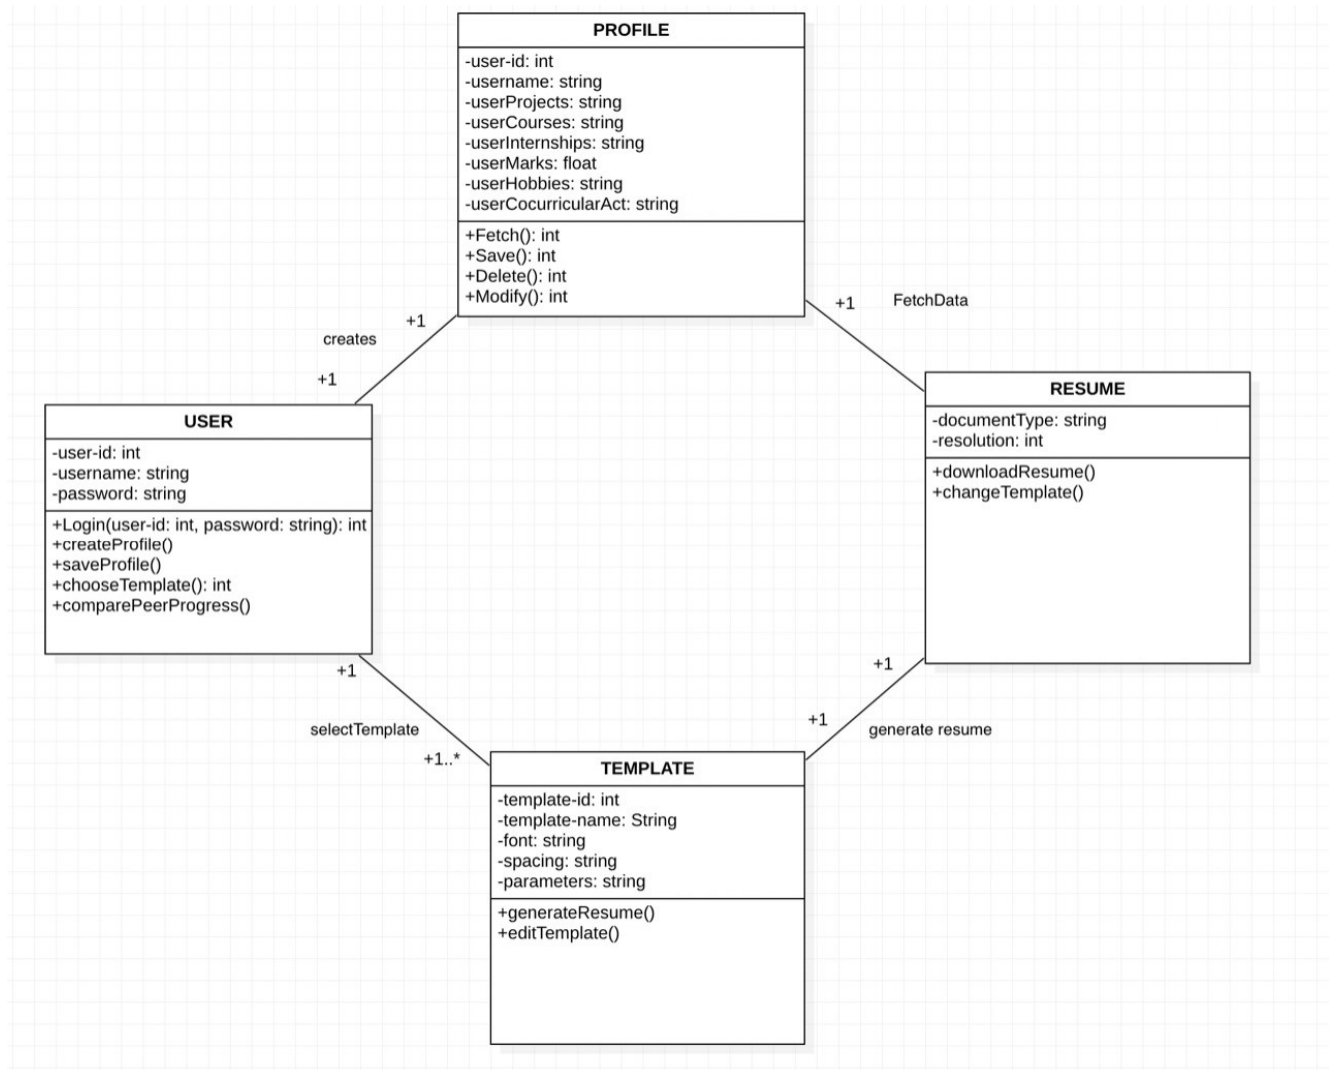 PROFILE
-user-id: int
-username: string
-userProjects: string
-userCourses: string
-userInternships: string
-userMarks: float
-userHobbies: string
-userCocurricularAct: string
+Fetch(): int
+Save(): int
+Delete(): int
+Modify(): int
+1
creates
+1
+1
FetchData
USER
-user-id: int
-username: string
-password: string
+Login(user-id: int, password: string): int
+createProfile()
+saveProfile()
+chooseTemplate(): int
+comparePeerProgress()
RESUME
-documentType: string
-resolution: int
+downloadResume()
+changeTemplate()
+1
selectTemplate
+1..*
+1
+1
generate resume
TEMPLATE
-template-id: int
-template-name: String
-font: string
-spacing: string
-parameters: string
+generateResume()
+editTemplate()